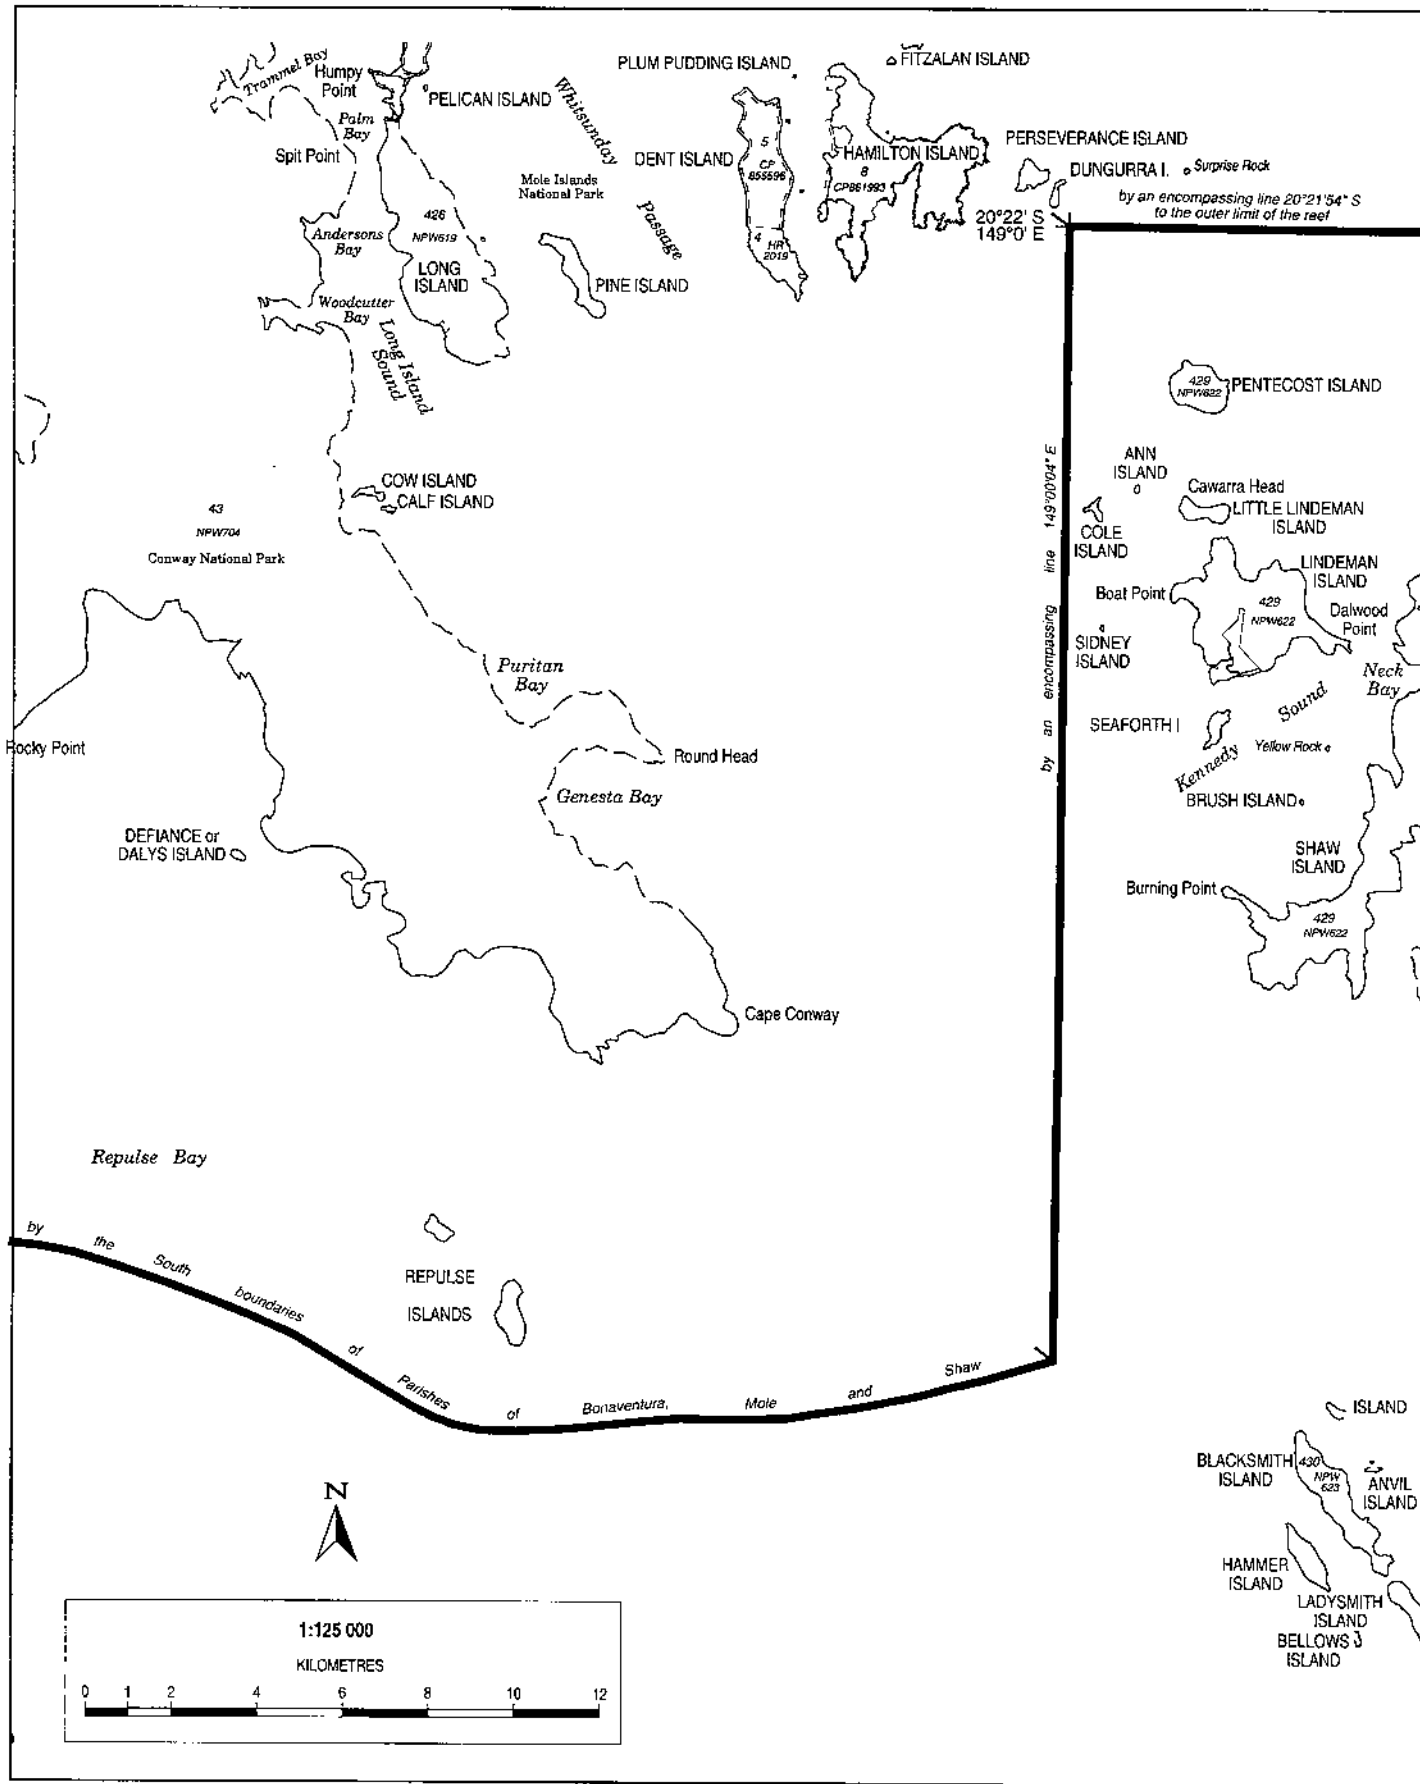 Trammel Bay
Humpy
Point
PELICAN ISLAND
Palm
Bay
Spit Point
Whitsunday
Passage
PLUM PUDDING ISLAND
FITZALAN ISLAND
DENT ISLAND
5
CP
855596
4
HR
2019
HAMILTON ISLAND
8
CP861993
PERSEVERANCE ISLAND
DUNGURRA I.
Surprise Rock
by an encompassing line 20°21'54" S
to the outer limit of the reef
20°22' S
149°0' E
Mole Islands
National Park
426
NPW619
Andersons
Bay
LONG
ISLAND
PINE ISLAND
Woodcutter
Bay
Long Island
Sound
429
NPW622
PENTECOST ISLAND
ANN
ISLAND
Cawarra Head
LITTLE LINDEMAN
ISLAND
COLE
ISLAND
COW ISLAND
CALF ISLAND
43
NPW704
Conway National Park
by an encompassing line 149°00'04" E
LINDEMAN
ISLAND
Boat Point
429
NPW622
Dalwood
Point
SIDNEY
ISLAND
Neck
Bay
Puritan
Bay
SEAFORTH I
Kennedy Sound
Yellow Rock
Rocky Point
Round Head
Genesta Bay
BRUSH ISLAND
DEFIANCE or
DALYS ISLAND
SHAW
ISLAND
Burning Point
429
NPW622
Cape Conway
Repulse Bay
REPULSE
ISLANDS
by the South boundaries of Parishes of Bonaventura, Mole and Shaw
ISLAND
BLACKSMITH
ISLAND
430
NPW
623
ANVIL
ISLAND
HAMMER
ISLAND
LADYSMITH
ISLAND
BELLOWS
ISLAND
N
1:125 000
KILOMETRES
0 1 2 4 6 8 10 12